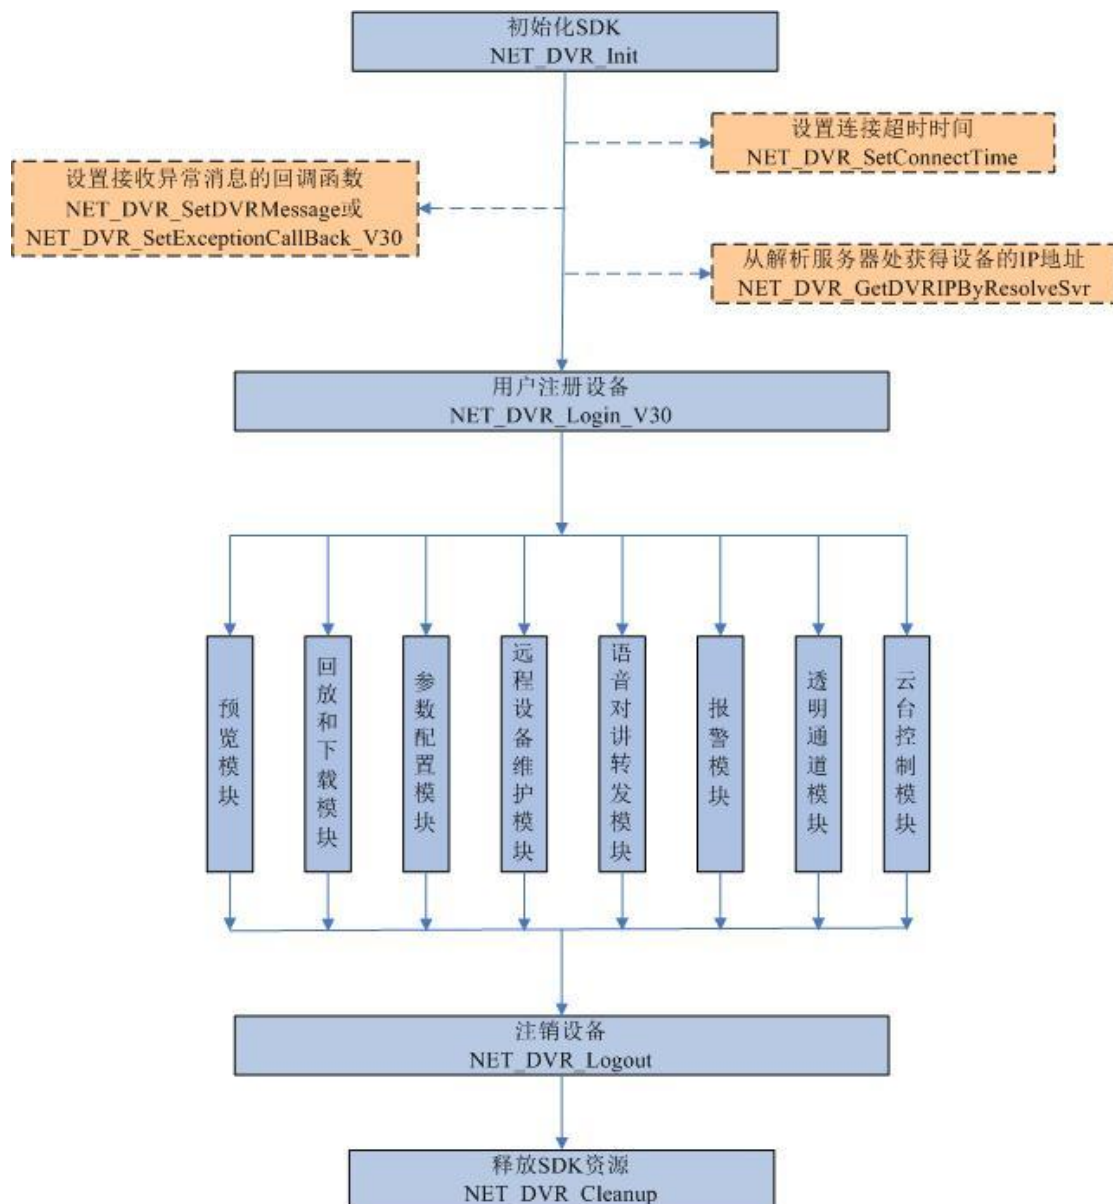 初始化SDK
NET_DVR_Init
设置连接超时时间
NET_DVR_SetConnectTime
设置接收异常消息的回调函数
NET_DVR_SetDVRMessage或
NET_DVR_SetExceptionCallBack_V30
从解析服务器处获得设备的IP地址
NET_DVR_GetDVRIPByResolveSvr
用户注册设备
NET_DVR_Login_V30
预览模块
回放和下载模块
参数配置模块
远程设备维护模块
语音对讲转发模块
报警模块
透明通道模块
云台控制模块
注销设备
NET_DVR_Logout
释放SDK资源
NET_DVR_Cleanup